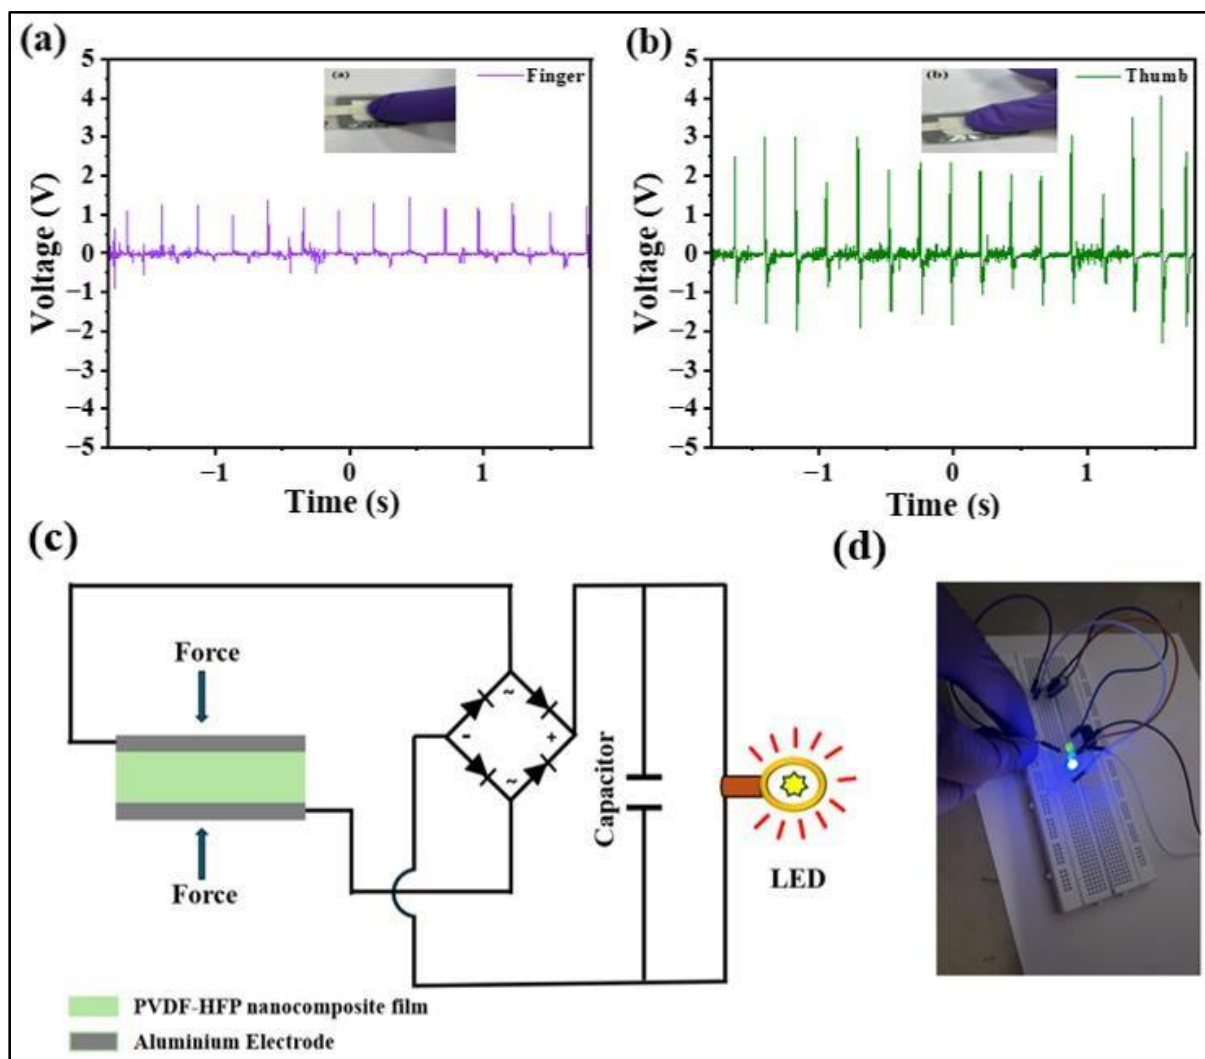 (a)
(b)
5
4
3
2
1
0
−1
−2
−3
−4
−5
Voltage (V)
(a)
Finger
−1
0
1
Time (s)
5
4
3
2
1
0
−1
−2
−3
−4
−5
Voltage (V)
(b)
Thumb
−1
0
1
Time (s)
(c)
(d)
Force
Force
~
-
+
~
Capacitor
LED
PVDF-HFP nanocomposite film
Aluminium Electrode